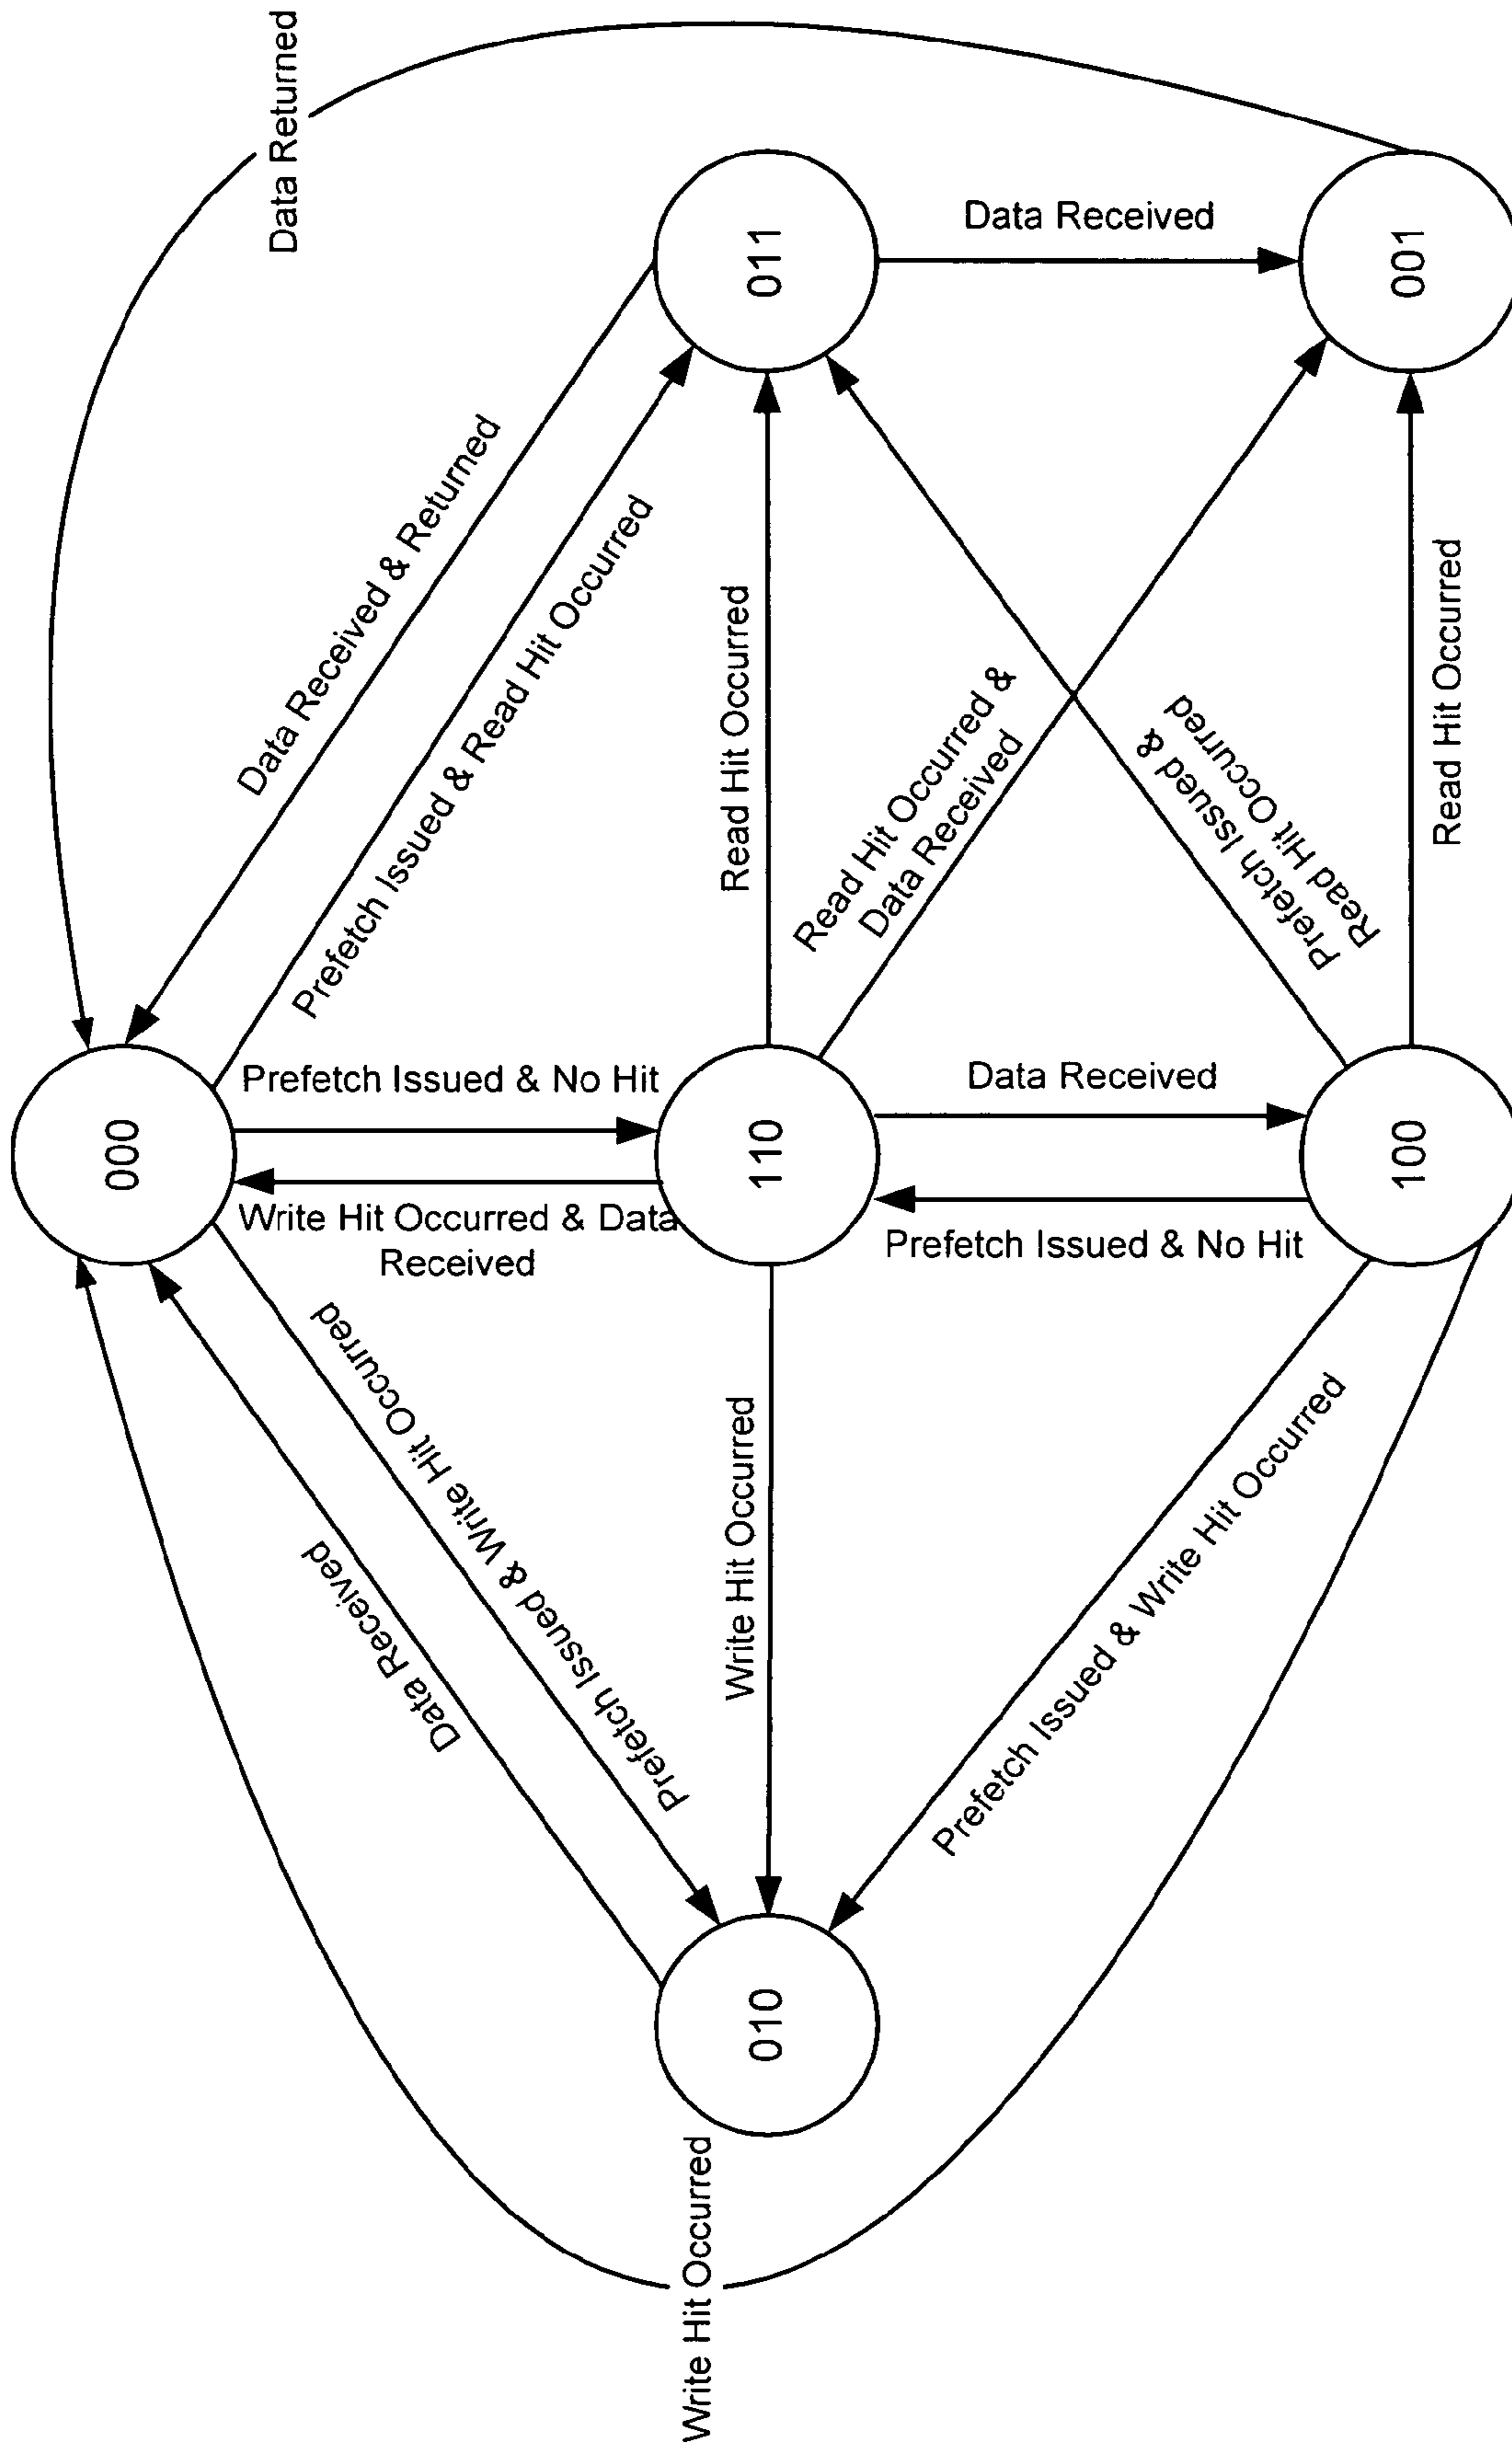 Data Returned
011
Data Received
001
Data Received & Returned
Prefetch Issued & Read Hit Occurred
Read Hit Occurred
Read Hit Occurred &
Data Received
Prefetch Issued &
Read Hit Occurred
Read Hit Occurred
000
Prefetch Issued & No Hit
Write Hit Occurred & Data
Received
110
Data Received
Prefetch Issued & No Hit
100
Prefetch Issued & Write Hit Occurred
Data Received
Write Hit Occurred
Prefetch Issued & Write Hit Occurred
010
Write Hit Occurred